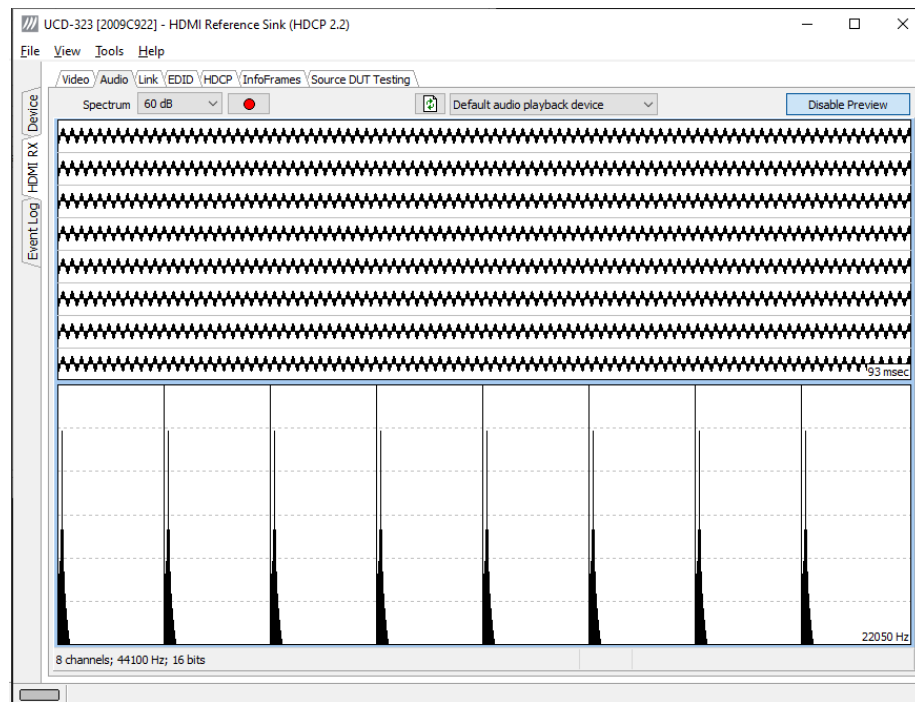 UCD-323 [2009C922] - HDMI Reference Sink (HDCP 2.2)
File View Tools Help
Video Audio Link EDID HDCP InfoFrames Source DUT Testing
Spectrum 60 dB Default audio playback device Disable Preview
Device
HDMI RX
Event Log
93 msec
22050 Hz
8 channels; 44100 Hz; 16 bits